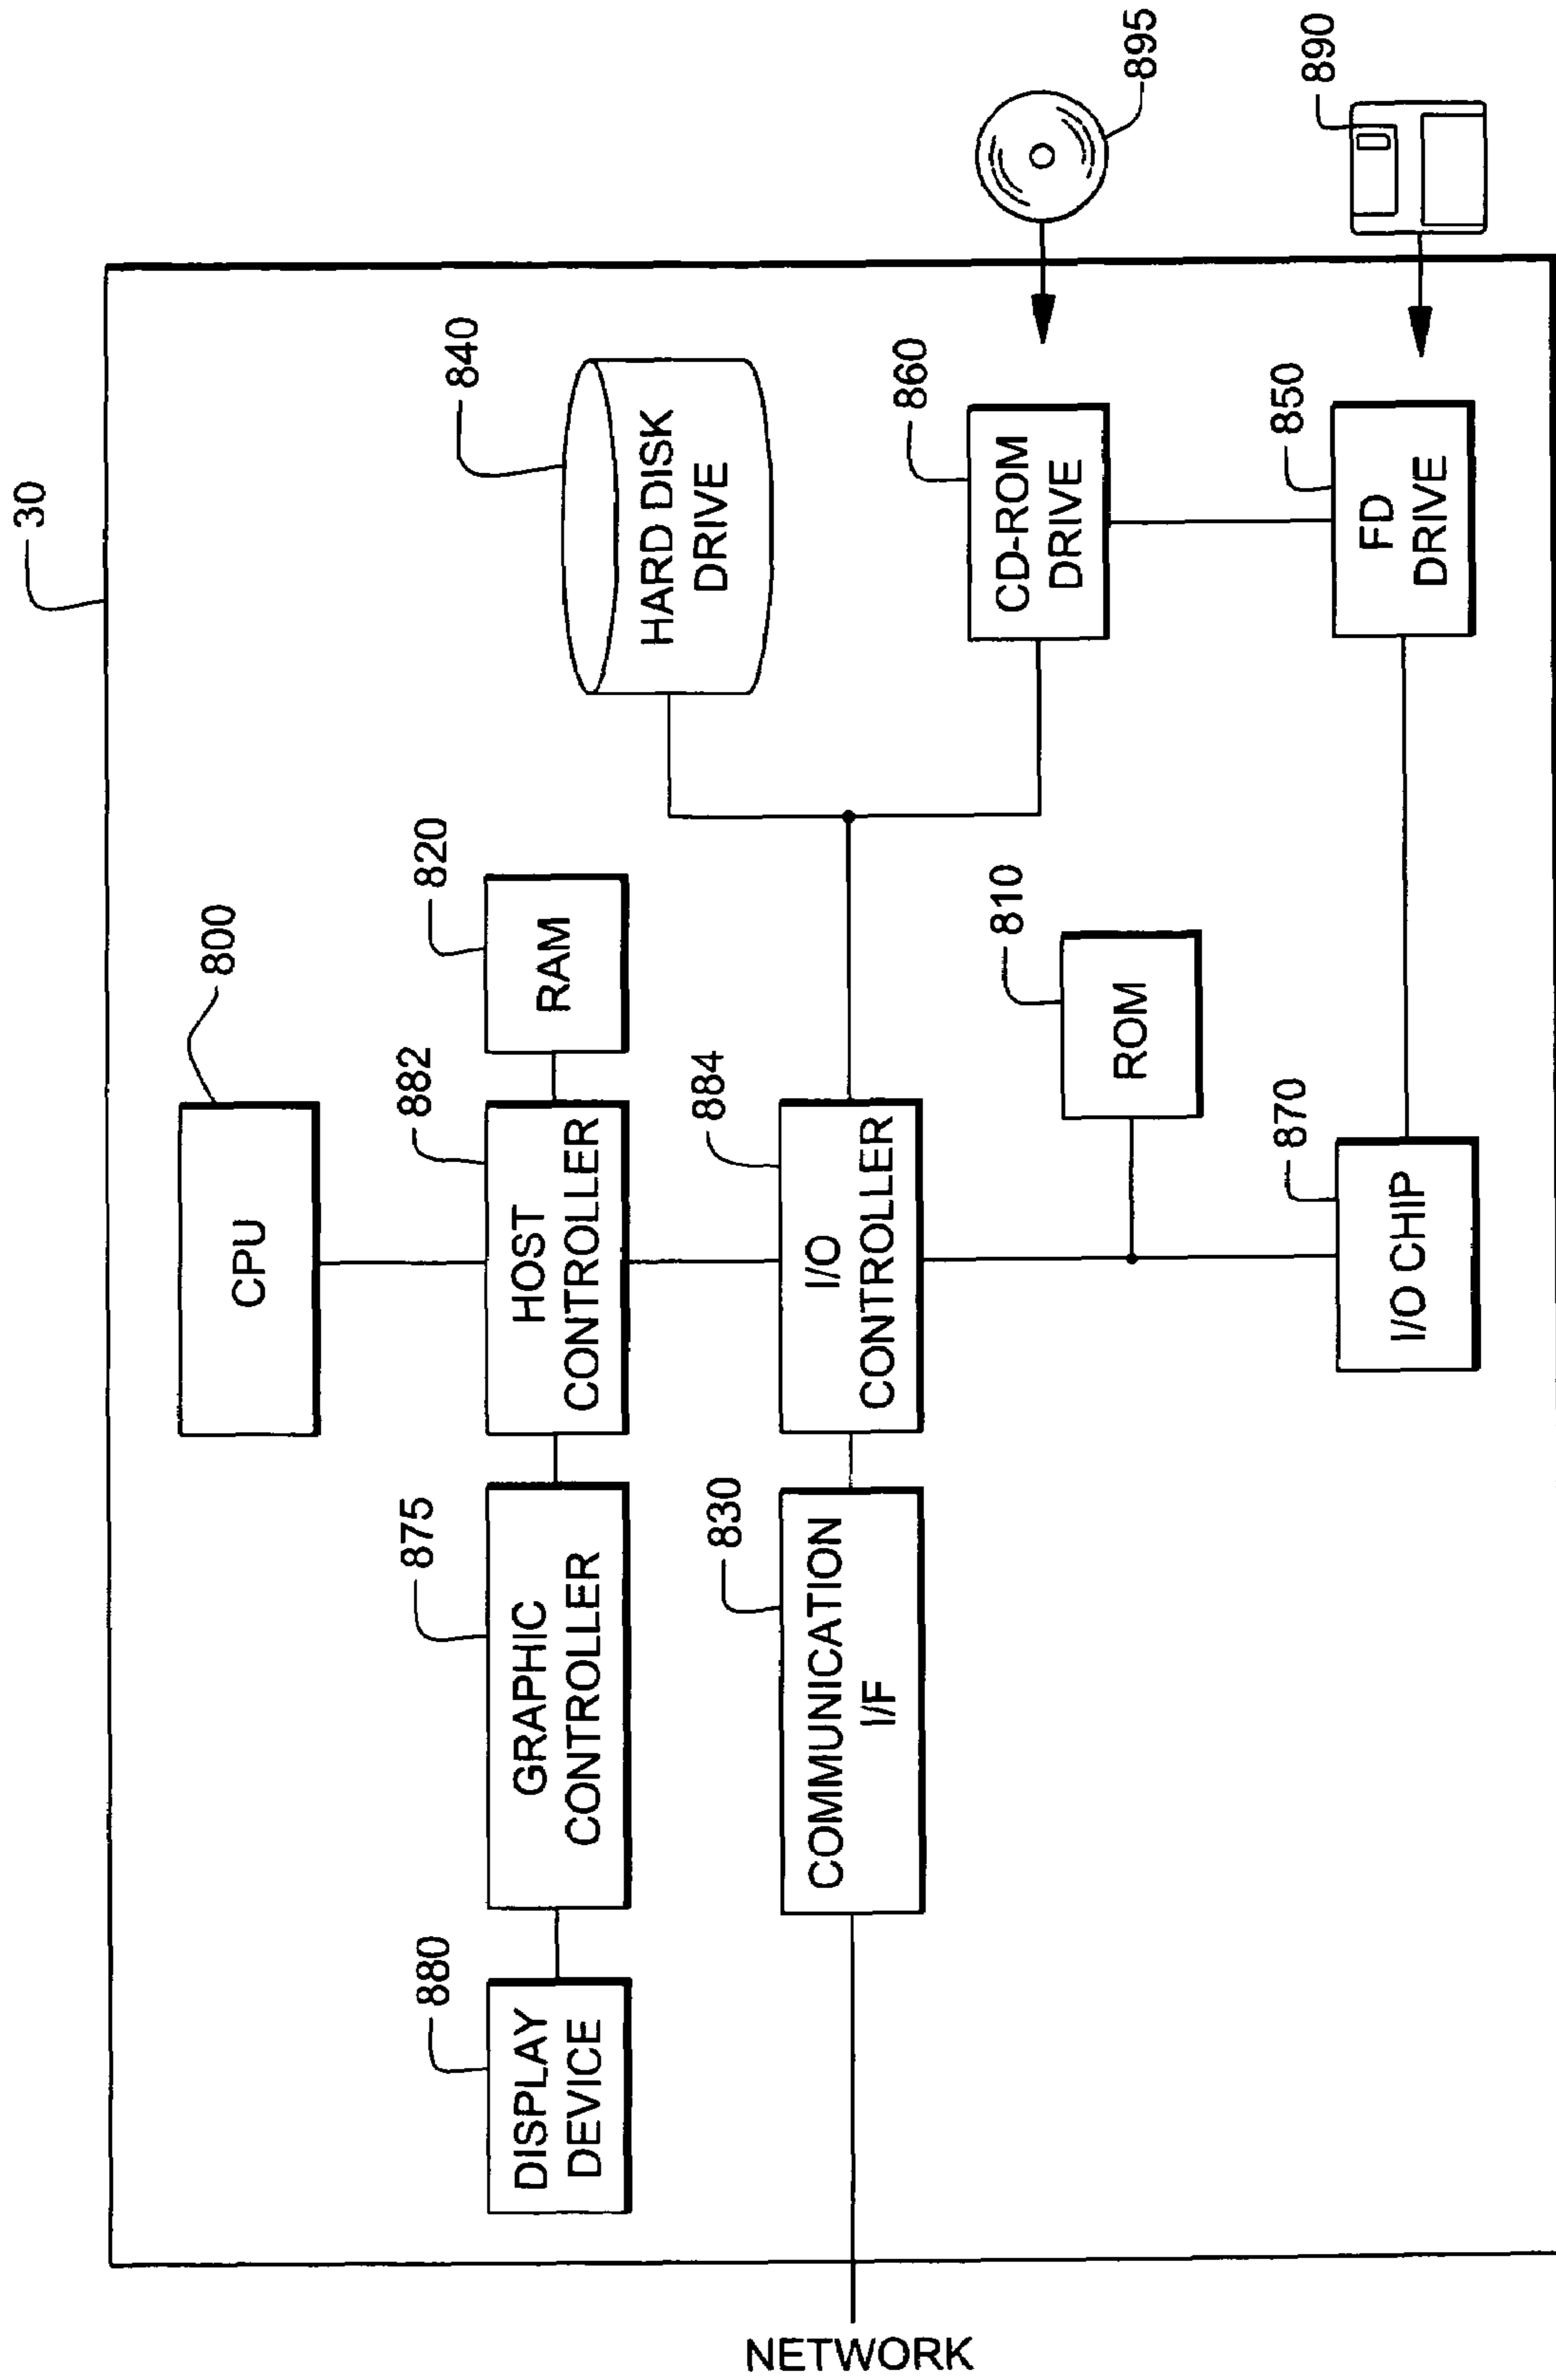 30
800
CPU
880
875
882
820
840
DISPLAY
DEVICE
GRAPHIC
CONTROLLER
HOST
CONTROLLER
RAM
HARD DISK
DRIVE
830
884
COMMUNICATION
I/F
I/O
CONTROLLER
NETWORK
810
ROM
860
CD-ROM
DRIVE
895
870
I/O CHIP
850
FD
DRIVE
890